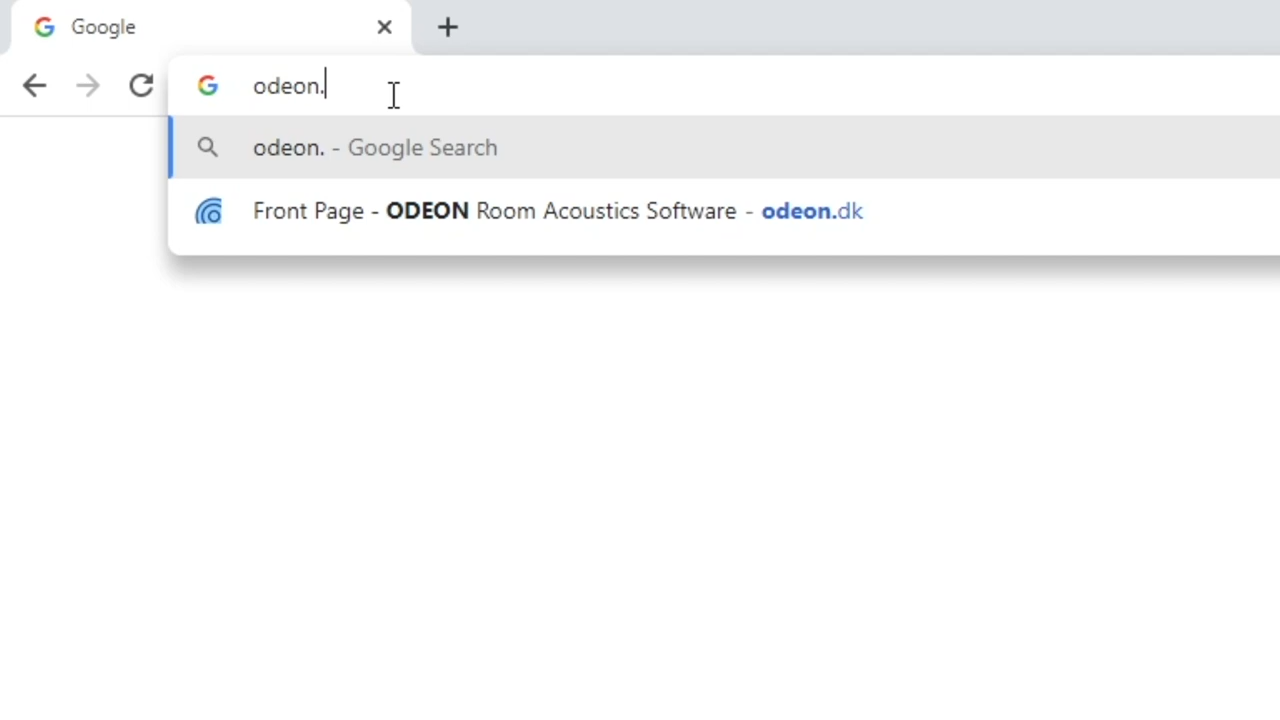 Google
odeon.
odeon. - Google Search
Front Page - ODEON Room Acoustics Software - odeon.dk